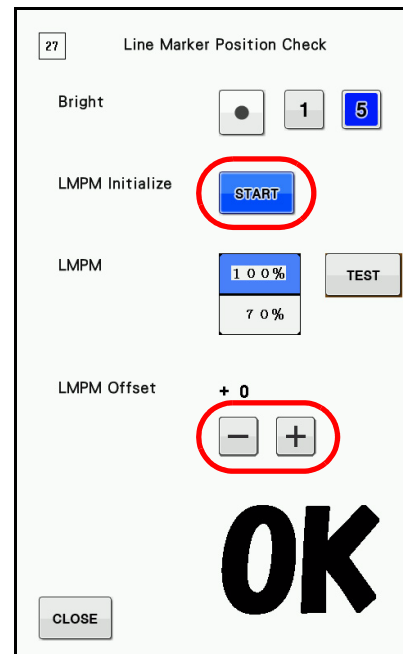 27 Line Marker Position Check
Bright 1 5
LMPM Initialize START
LMPM 100% TEST
70%
LMPM Offset + 0
− +
OK
CLOSE